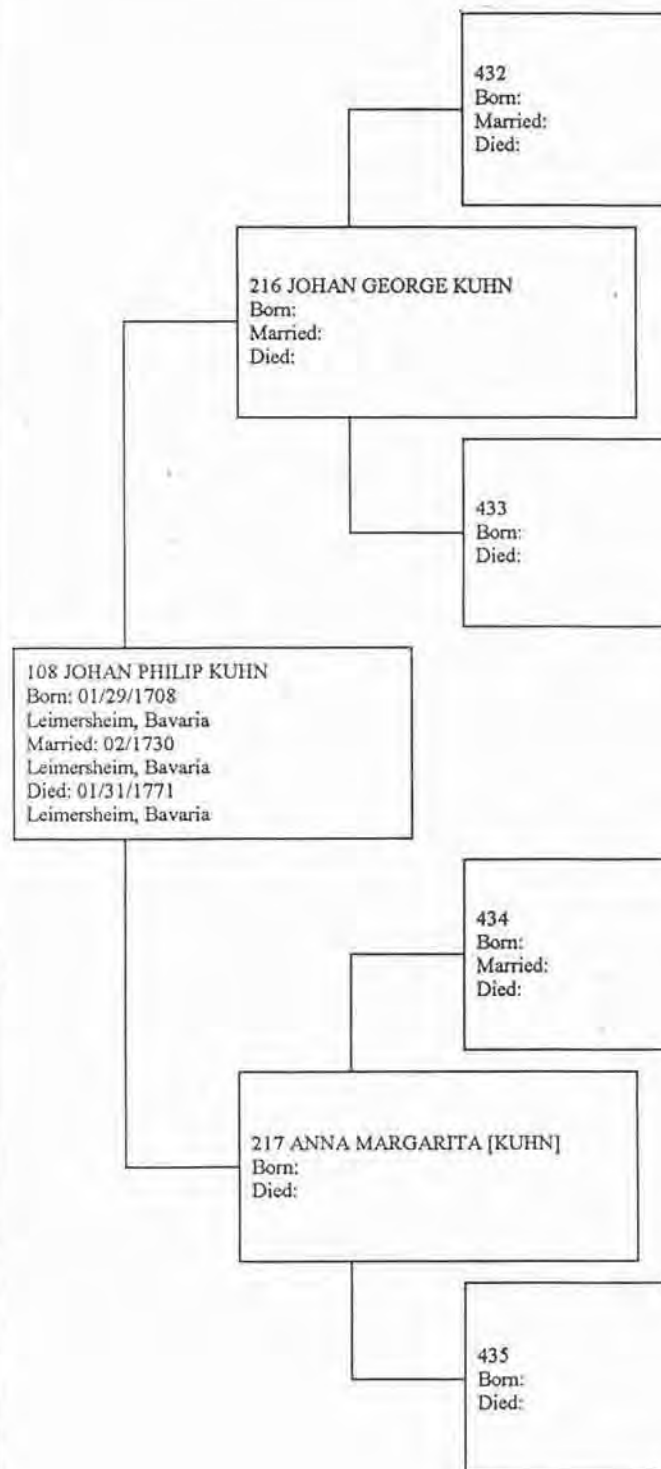 432
Born:
Married:
Died:
216 JOHAN GEORGE KUHN
Born:
Married:
Died:
433
Born:
Died:
108 JOHAN PHILIP KUHN
Born: 01/29/1708
Leimersheim, Bavaria
Married: 02/1730
Leimersheim, Bavaria
Died: 01/31/1771
Leimersheim, Bavaria
434
Born:
Married:
Died:
217 ANNA MARGARITA [KUHN]
Born:
Died:
435
Born:
Died: